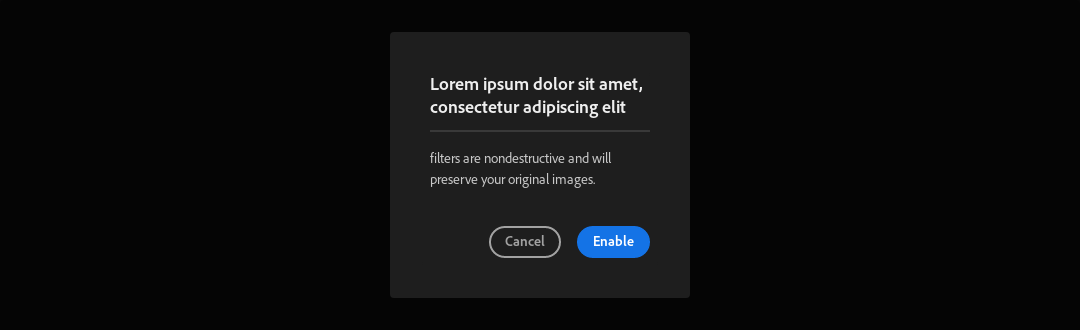 Lorem ipsum dolor sit amet,
consectetur adipiscing elit
filters are nondestructive and will
preserve your original images.
Cancel
Enable